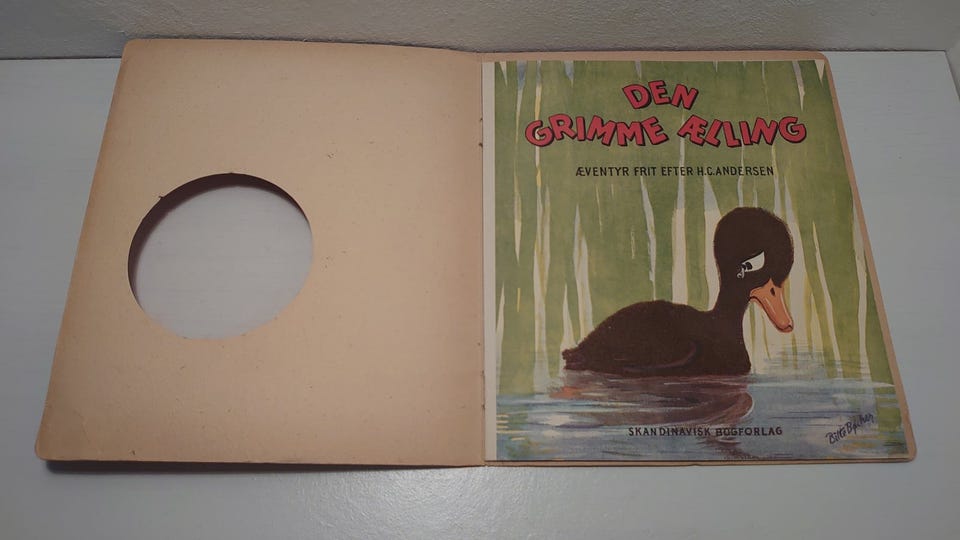 DEN
GRIMME ÆLLING
ÆVENTYR FRIT EFTER H.C.ANDERSEN
SKANDINAVISK BOGFORLAG